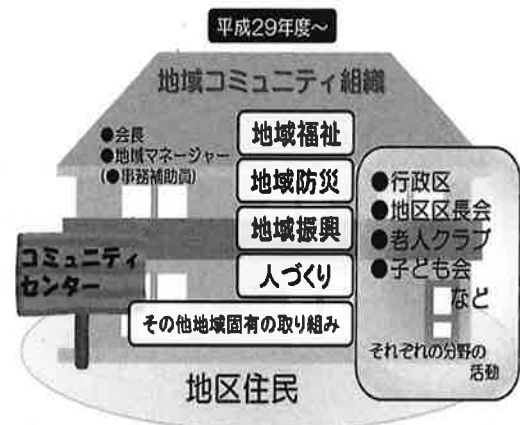 平成29年度～
地域コミュニティ組織
●会長
●地域マネージャー
(●事務補助員)
地域福祉
地域防災
地域振興
人づくり
その他地域固有の取り組み
コミュニティ
センター
●行政区
●地区区長会
●老人クラブ
●子ども会
など
それぞれの分野の
活動
地区住民